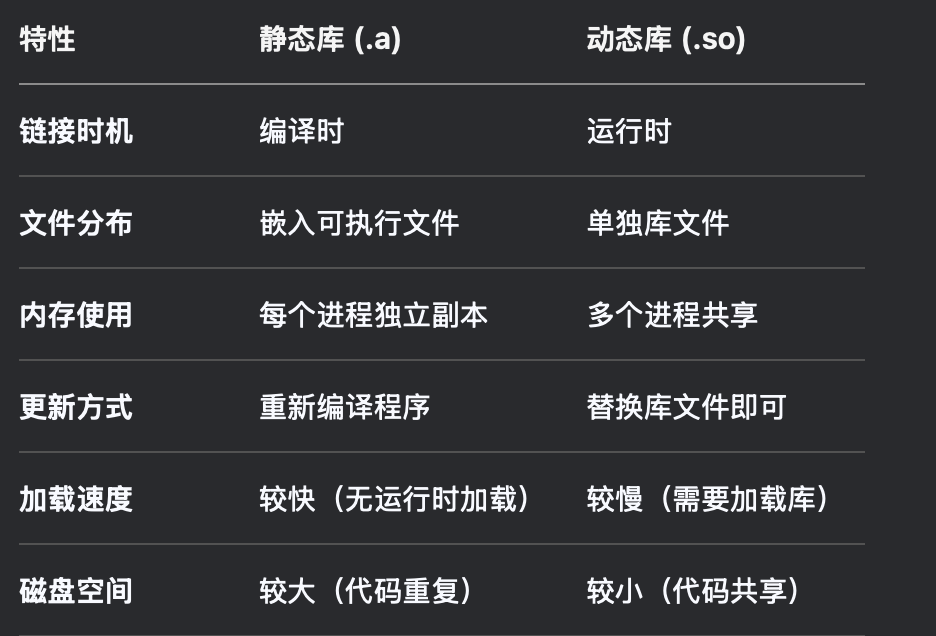 特性 静态库 (.a) 动态库 (.so)
链接时机 编译时 运行时
文件分布 嵌入可执行文件 单独库文件
内存使用 每个进程独立副本 多个进程共享
更新方式 重新编译程序 替换库文件即可
加载速度 较快（无运行时加载） 较慢（需要加载库）
磁盘空间 较大（代码重复） 较小（代码共享）